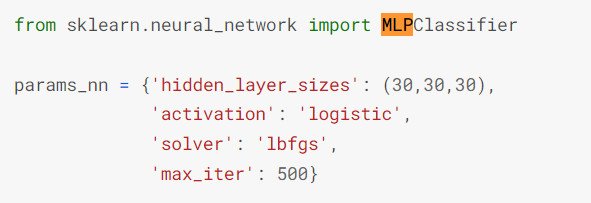 from sklearn.neural_network import MLPClassifier
params_nn = {'hidden_layer_sizes': (30,30,30),
'activation': 'logistic',
'solver': 'lbfgs',
'max_iter': 500}